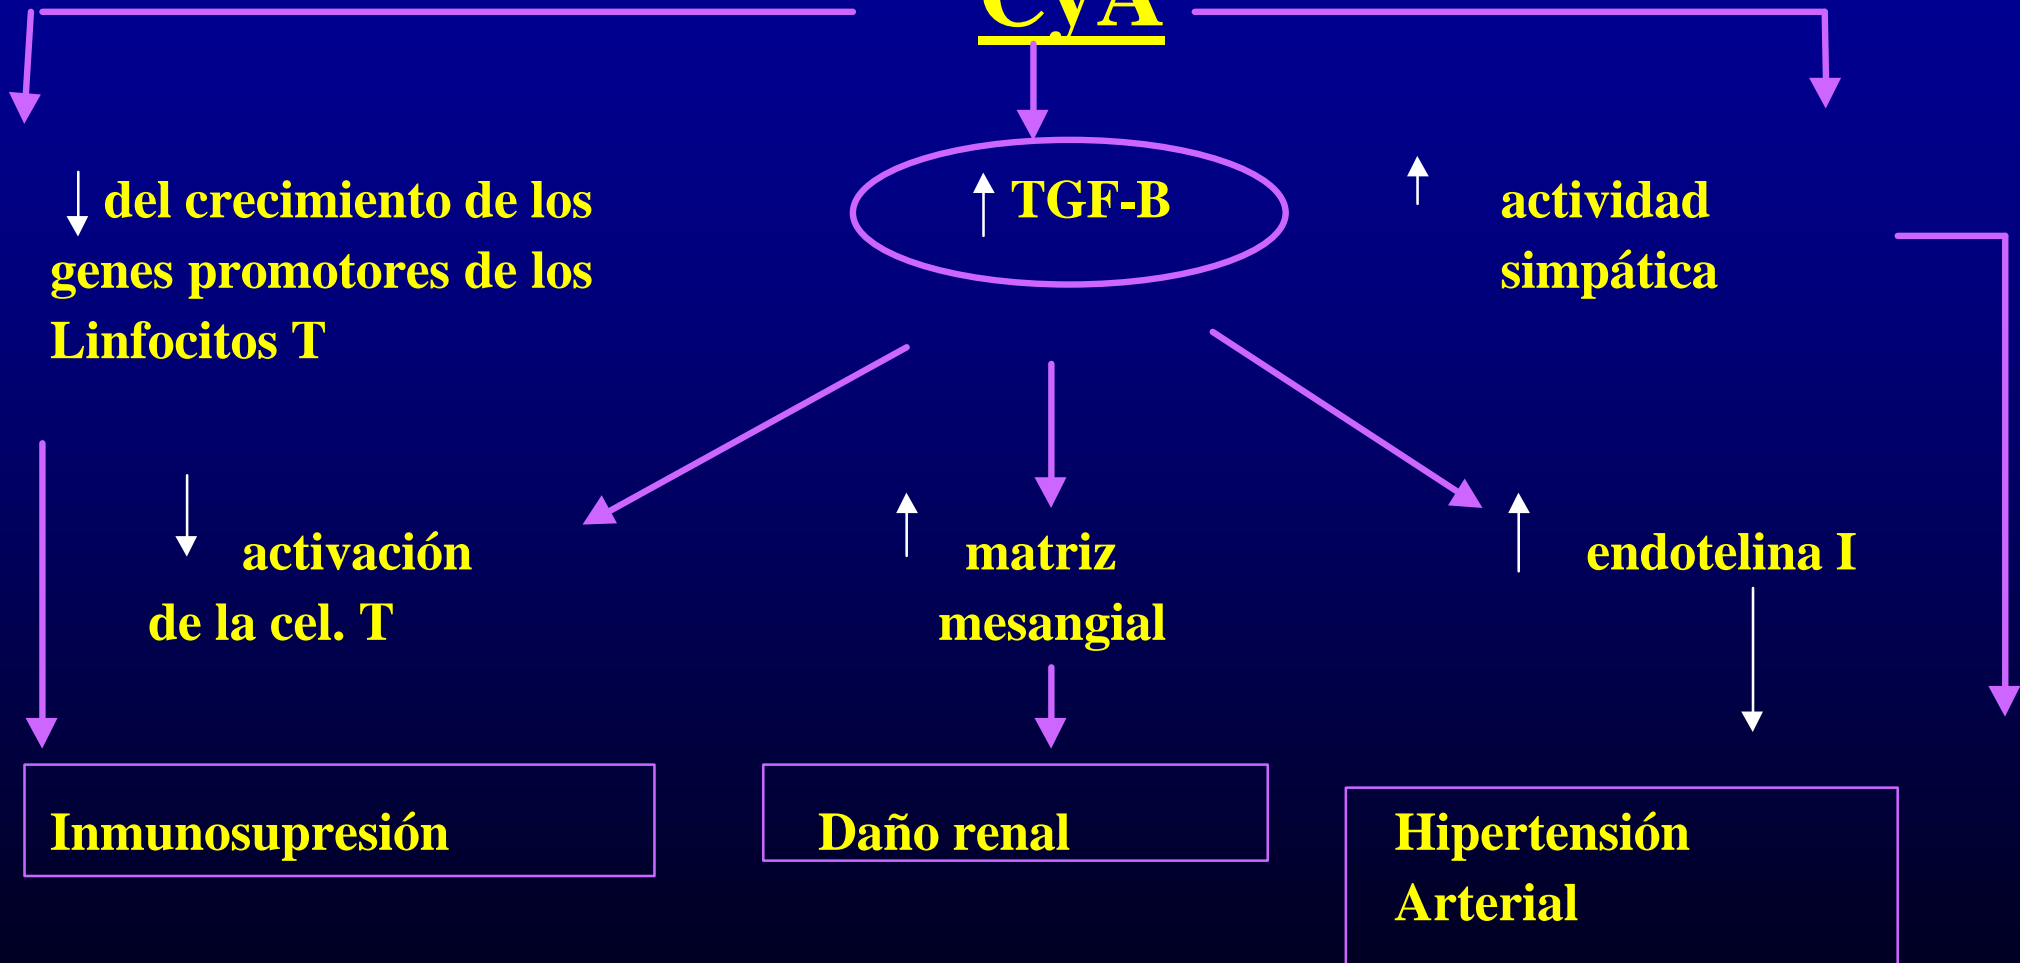 CyA
del crecimiento de los
genes promotores de los
Linfocitos T
TGF-B
actividad
simpática
activación
de la cel. T
matriz
mesangial
endotelina I
Inmunosupresión
Daño renal
Hipertensión
Arterial